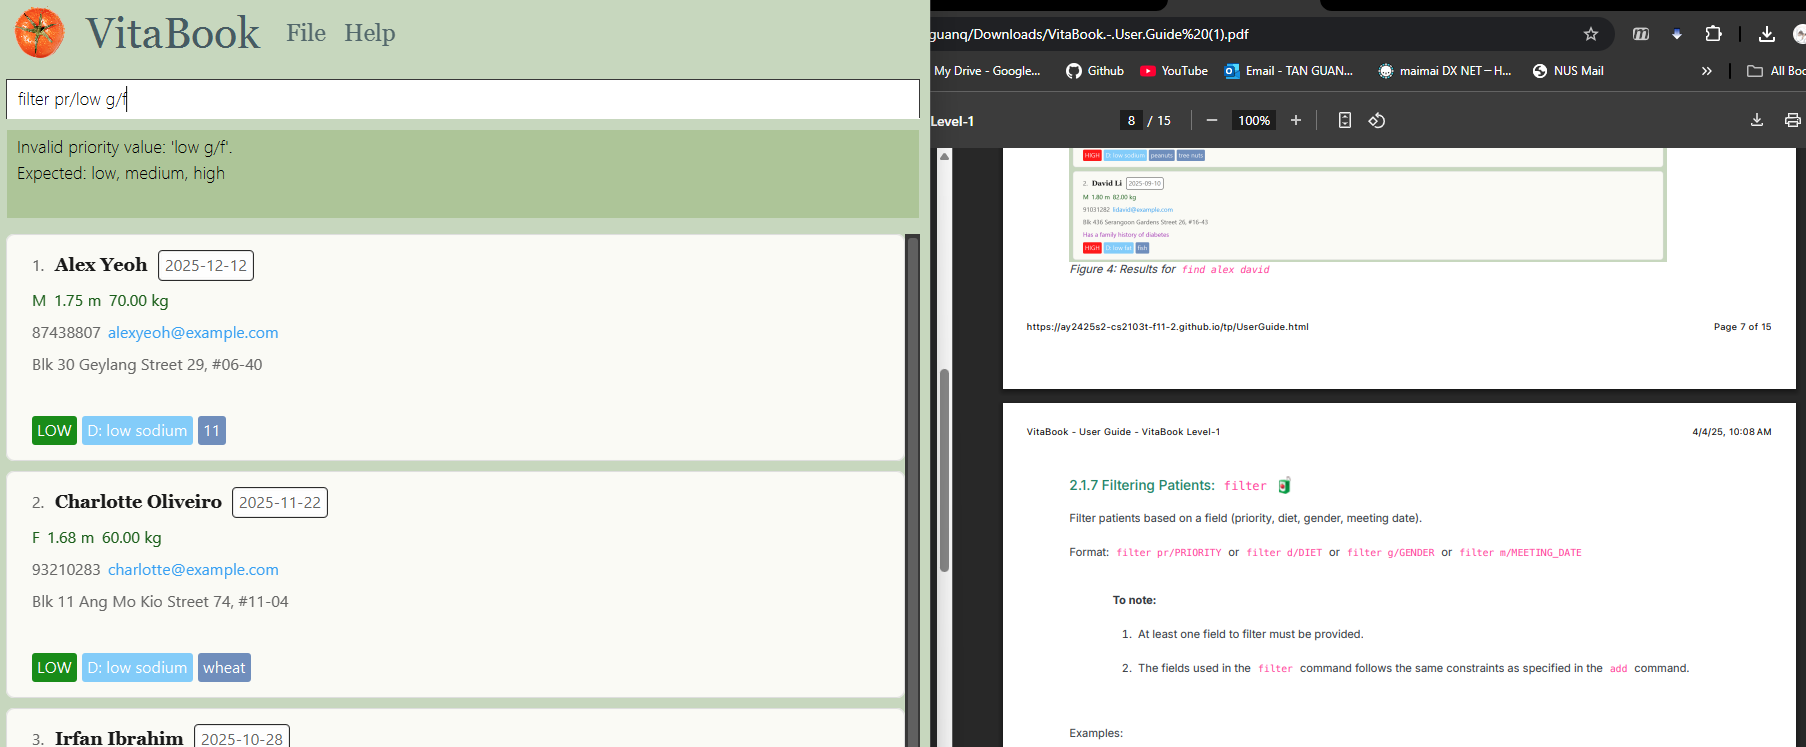 VitaBook File Help
filter pr/low g/f
Invalid priority value: 'low g/f'.
Expected: low, medium, high
1. Alex Yeoh 2025-12-12
M 1.75 m 70.00 kg
87438807 alexyeoh@example.com
Blk 30 Geylang Street 29, #06-40
LOW D: low sodium 11
2. Charlotte Oliveiro 2025-11-22
F 1.68 m 60.00 kg
93210283 charlotte@example.com
Blk 11 Ang Mo Kio Street 74, #11-04
LOW D: low sodium wheat
3. Irfan Ibrahim 2025-10-28
guanq/Downloads/VitaBook.-.User.Guide%20(1).pdf
My Drive - Google... Github YouTube Email - TAN GUAN... maimai DX NET－H... NUS Mail » All Boo
Level-1 8 / 15 100%
HIGH D: low sodium peanuts tree nuts
2. David Li 2025-09-10
M 1.80 m 82.00 kg
91031282 lidavid@example.com
Blk 436 Serangoon Gardens Street 26, #16-43
Has a family history of diabetes
HIGH D: low fat fish
Figure 4: Results for find alex david
https://ay2425s2-cs2103t-f11-2.github.io/tp/UserGuide.html Page 7 of 15
VitaBook - User Guide - VitaBook Level-1 4/4/25, 10:08 AM
2.1.7 Filtering Patients: filter
Filter patients based on a field (priority, diet, gender, meeting date).
Format: filter pr/PRIORITY or filter d/DIET or filter g/GENDER or filter m/MEETING_DATE
To note:
1. At least one field to filter must be provided.
2. The fields used in the filter command follows the same constraints as specified in the add command.
Examples: